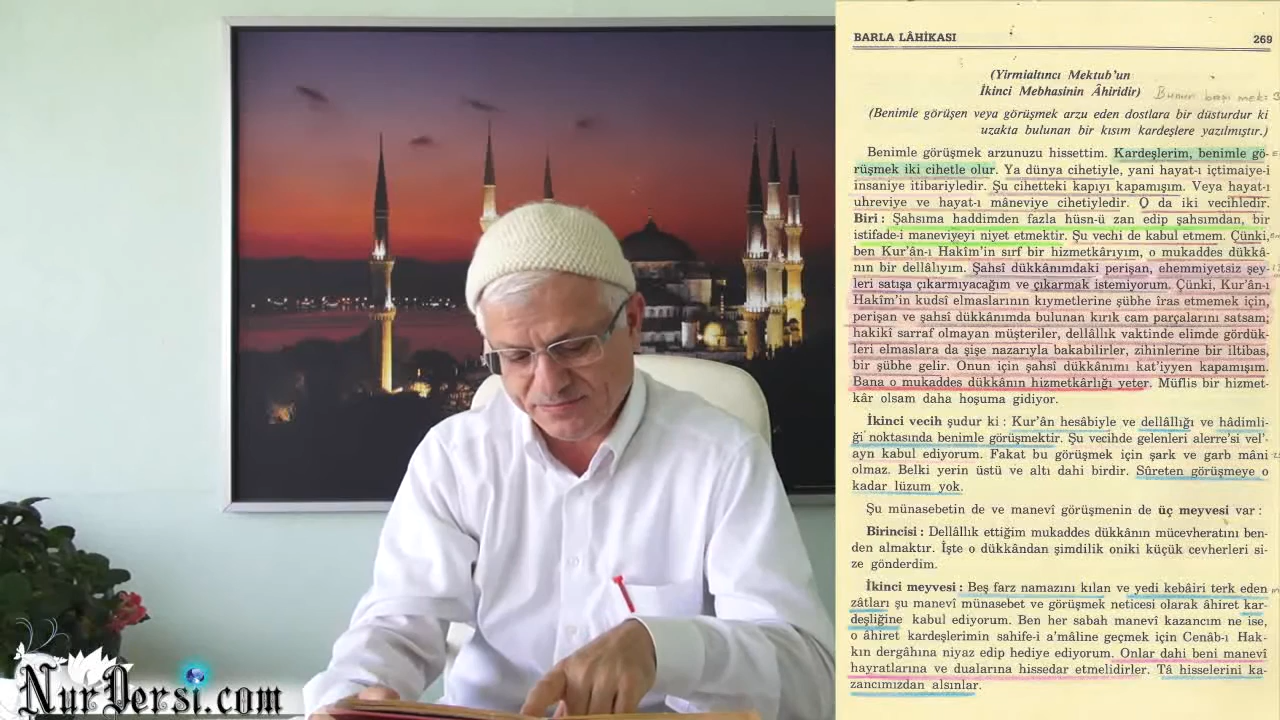 BARLA LÂHİKASI 269
(Yirmialtıncı Mektub'un
İkinci Mebhasinin Âhiridir)
(Benimle görüşen veya görüşmek arzu eden dostlara bir düsturdur ki
uzakta bulunan bir kısım kardeşlere yazılmıştır.)
Benimle görüşmek arzunuzu hissettim. Kardeşlerim, benimle gö-
rüşmek iki cihetle olur. Ya dünya cihetiyle, yani hayat-ı içtimaiye-i
insaniye itibariyledir. Şu cihetteki kapıyı kapamışım. Veya hayat-ı
uhreviye ve hayat-ı mâneviye cihetiyledir. O da iki vecihledir.
Biri : Şahsıma haddimden fazla hüsn-ü zan edip şahsımdan, bir
istifade-i maneviyeyi niyet etmektir. Şu vechi de kabul etmem. Çünki,
ben Kur'ân-ı Hakîm'in sırf bir hizmetkârıyım, o mukaddes dükkâ-
nın bir dellâlıyım. Şahsî dükkânımdaki perişan, ehemmiyetsiz şey-
leri satışa çıkarmıyacağım ve çıkarmak istemiyorum. Çünki, Kur'ân-ı
Hakîm'in kudsî elmaslarının kıymetlerine şübhe îras etmemek için,
perişan ve şahsî dükkânımda bulunan kırık cam parçalarını satsam;
hakikî sarraf olmayan müşteriler, dellâllık vaktinde elimde gördük-
leri elmaslara da şişe nazarıyla bakabilirler, zihinlerine bir iltibas,
bir şübhe gelir. Onun için şahsî dükkânımı kat'iyyen kapamışım.
Bana o mukaddes dükkânın hizmetkârlığı yeter. Müflis bir hizmet-
kâr olsam daha hoşuma gidiyor.
İkinci vecih şudur ki : Kur'ân hesâbiyle ve dellâllığı ve hâdimli-
ği noktasında benimle görüşmektir. Şu vecihde gelenleri alerre'si vel'-
ayn kabul ediyorum. Fakat bu görüşmek için şark ve garb mâni
olmaz. Belki yerin üstü ve altı dahi birdir. Sûreten görüşmeye o
kadar lüzum yok.
Şu münasebetin de ve manevî görüşmenin de üç meyvesi var :
Birincisi : Dellâllık ettiğim mukaddes dükkânın mücevheratını ben-
den almaktır. İşte o dükkândan şimdilik oniki küçük cevherleri si-
ze gönderdim.
İkinci meyvesi : Beş farz namazını kılan ve yedi kebâiri terk eden
zâtları şu manevî münasebet ve görüşmek neticesi olarak âhiret kar-
deşliğine kabul ediyorum. Ben her sabah manevî kazancım ne ise,
o âhiret kardeşlerimin sahife-i a'mâline geçmek için Cenâb-ı Hak-
kın dergâhına niyaz edip hediye ediyorum. Onlar dahi beni manevî
hayratlarına ve dualarına hissedar etmelidirler. Tâ hisselerini ka-
zancımızdan alsınlar.
NurDersi.com